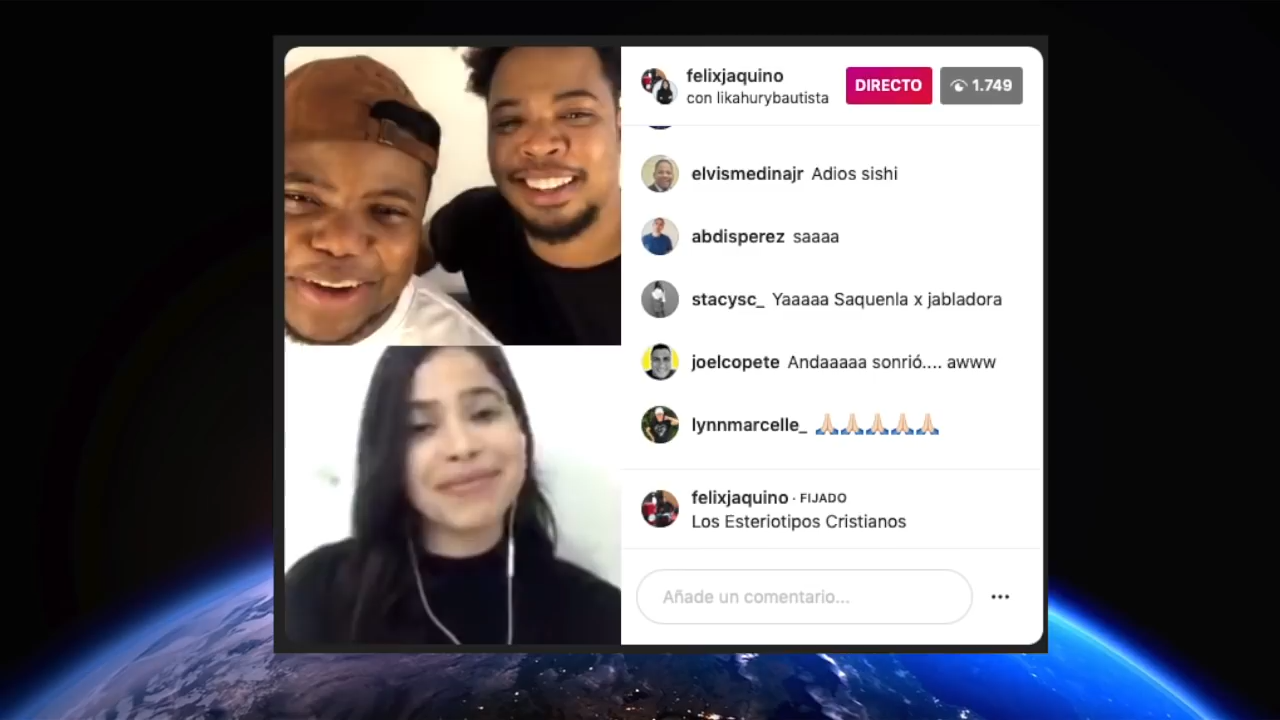 felixjaquino
con likahurybautista
DIRECTO
1.749
elvismedinajr Adios sishi
abdisperez saaaa
stacysc_ Yaaaaa Saquenla x jabladora
joelcopete Andaaaaa sonrió.... awww
lynnmarcelle_ 🙏🏻🙏🏻🙏🏻🙏🏻🙏🏻
felixjaquino · FIJADO
Los Esteriotipos Cristianos
Añade un comentario...